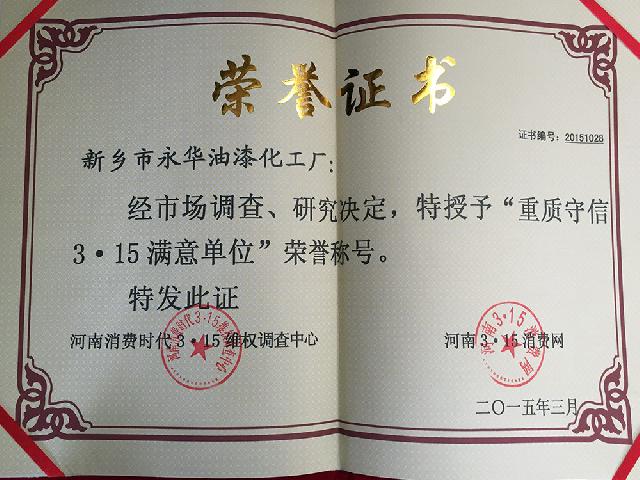 荣誉证书
证书编号：20151028
新乡市永华油漆化工厂：
经市场调查、研究决定，特授予“重质守信
3·15满意单位”荣誉称号。
特发此证
河南消费时代3·15维权调查中心
河南3·15消费网
二〇一五年三月